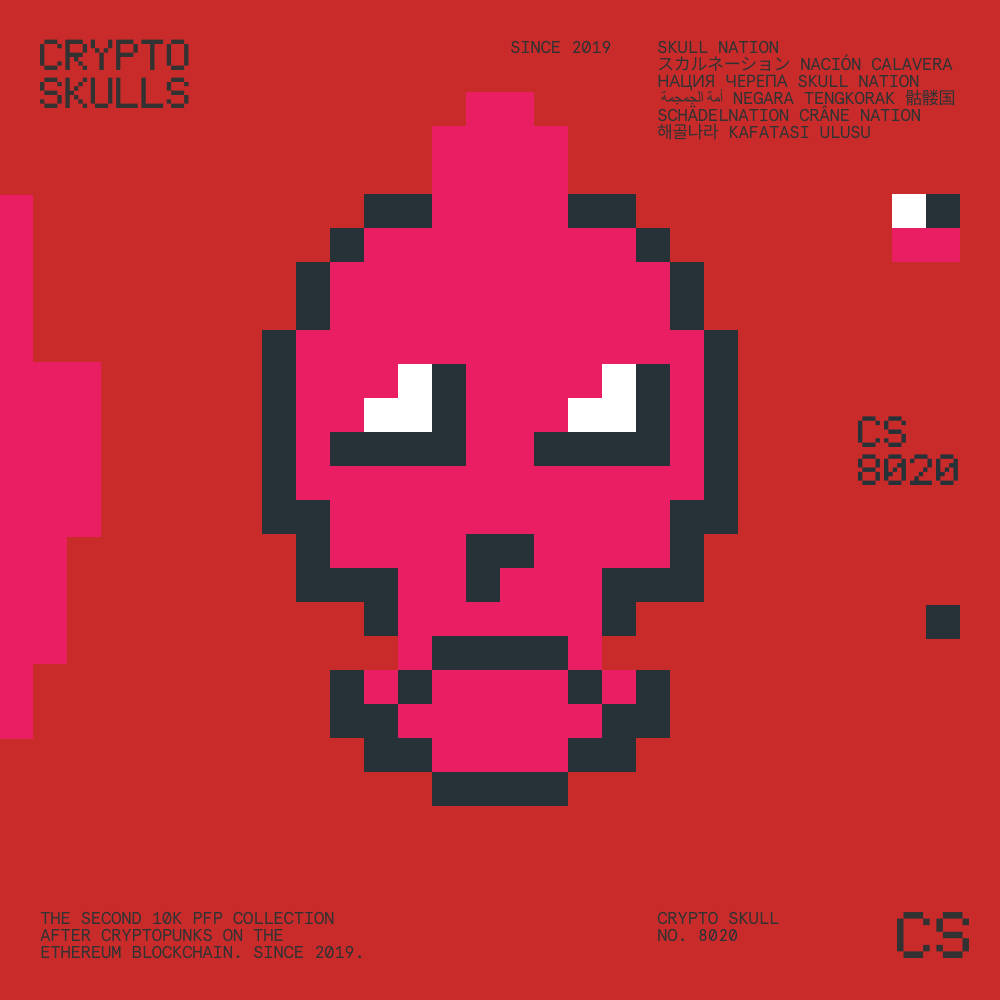 CRYPTO
SKULLS
SINCE 2019
SKULL NATION
スカルネーション NACIÓN CALAVERA
НАЦИЯ ЧЕРЕПА SKULL NATION
أمة الجمجمة NEGARA TENGKORAK 骷髅国
SCHÄDELNATION CRÂNE NATION
해골나라 KAFATASI ULUSU
CS
8020
THE SECOND 10K PFP COLLECTION
AFTER CRYPTOPUNKS ON THE
ETHEREUM BLOCKCHAIN. SINCE 2019.
CRYPTO SKULL
NO. 8020
CS